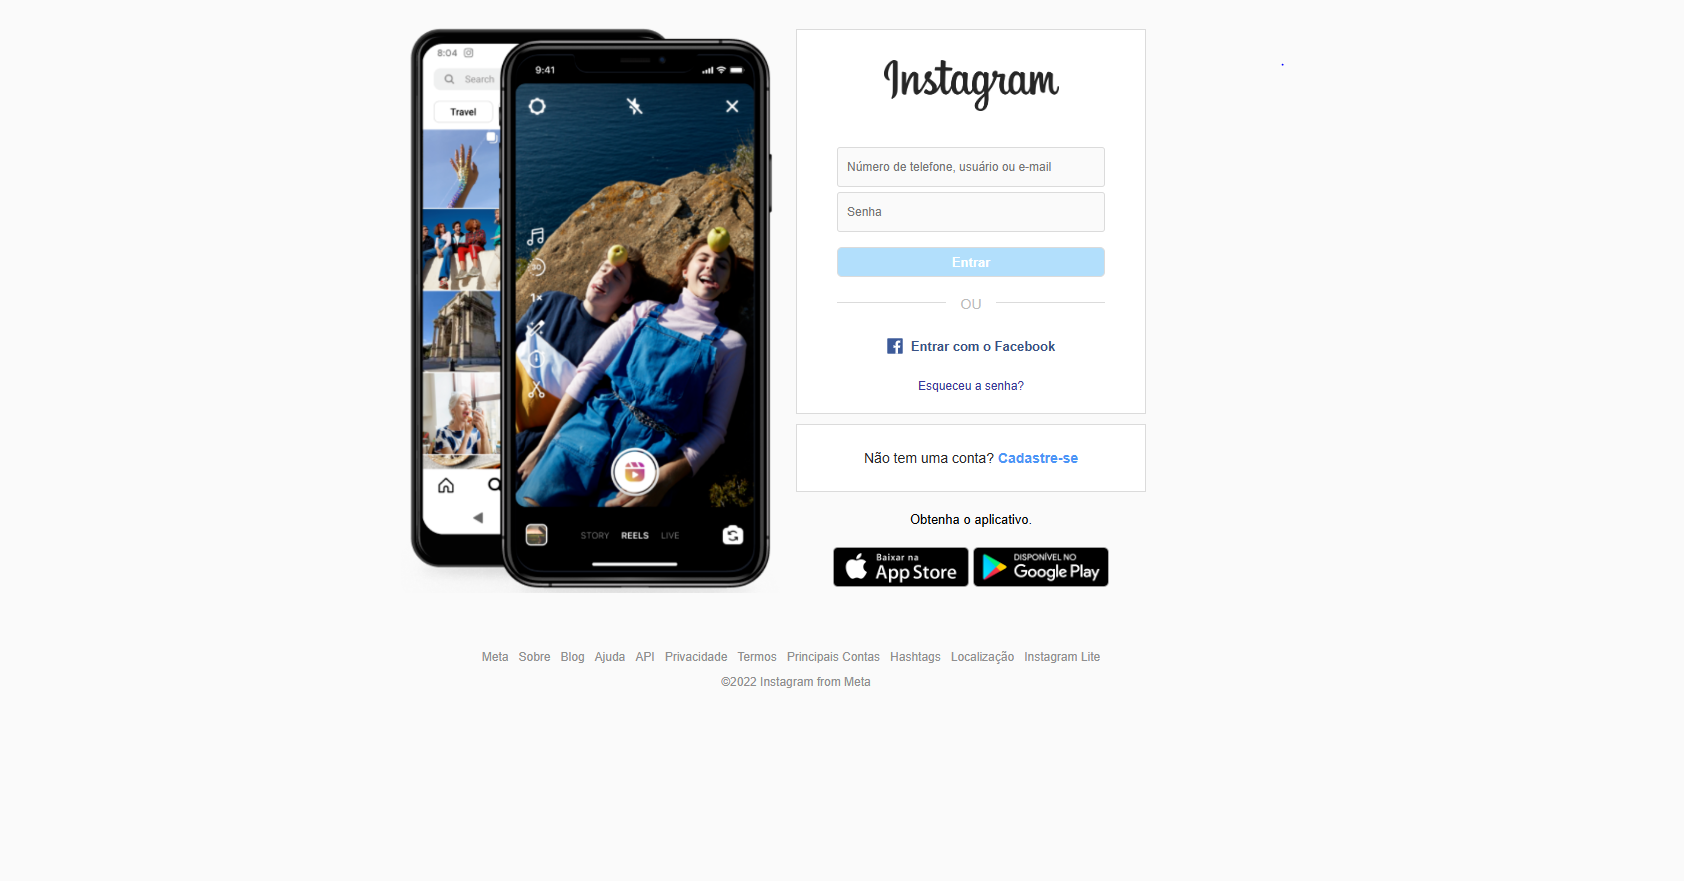 8:04
Search
Travel
9:41
30
1×
STORY REELS LIVE
Instagram
Número de telefone, usuário ou e-mail
Senha
Entrar
OU
Entrar com o Facebook
Esqueceu a senha?
Não tem uma conta? Cadastre-se
Obtenha o aplicativo.
Baixar na
App Store
DISPONÍVEL NO
Google Play
Meta Sobre Blog Ajuda API Privacidade Termos Principais Contas Hashtags Localização Instagram Lite
©2022 Instagram from Meta